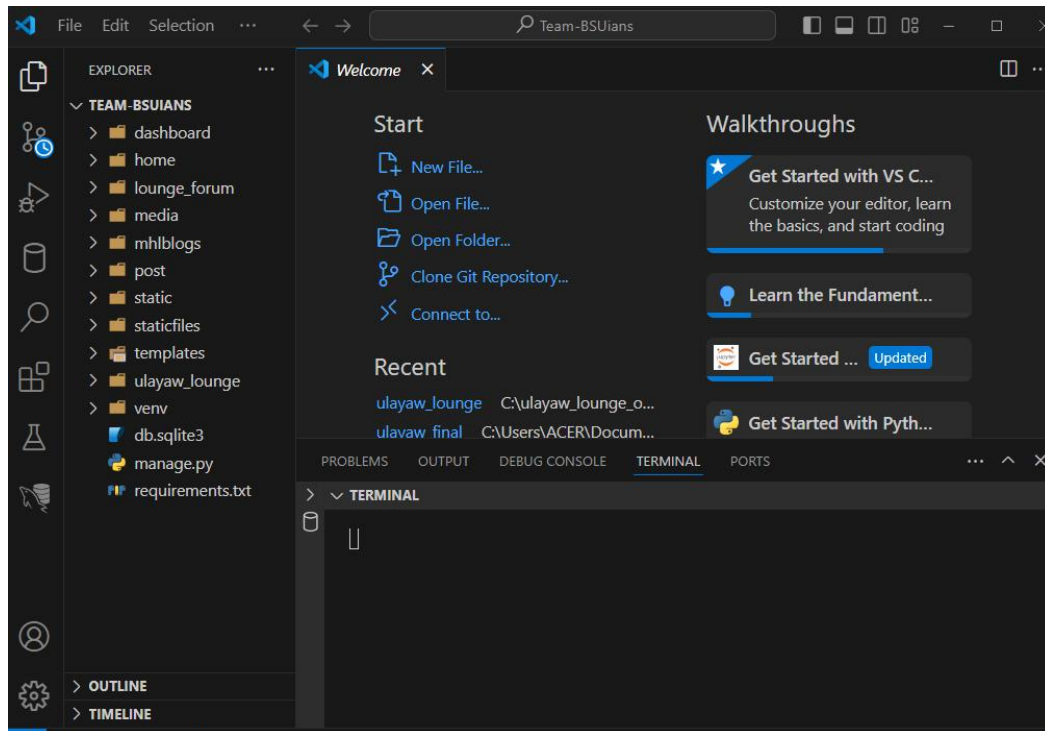 File Edit Selection ··· Team-BSUians
EXPLORER ···
TEAM-BSUIANS
dashboard
home
lounge_forum
media
mhlblogs
post
static
staticfiles
templates
ulayaw_lounge
venv
db.sqlite3
manage.py
PIP requirements.txt
OUTLINE
TIMELINE
Welcome
Start
New File...
Open File...
Open Folder...
Clone Git Repository...
Connect to...
Recent
ulayaw_lounge C:\ulayaw_lounge_o...
ulayaw_final C:\Users\ACER\Docum...
Walkthroughs
Get Started with VS C...
Customize your editor, learn
the basics, and start coding
Learn the Fundament...
Get Started ... Updated
Get Started with Pyth...
PROBLEMS OUTPUT DEBUG CONSOLE TERMINAL PORTS ···
TERMINAL